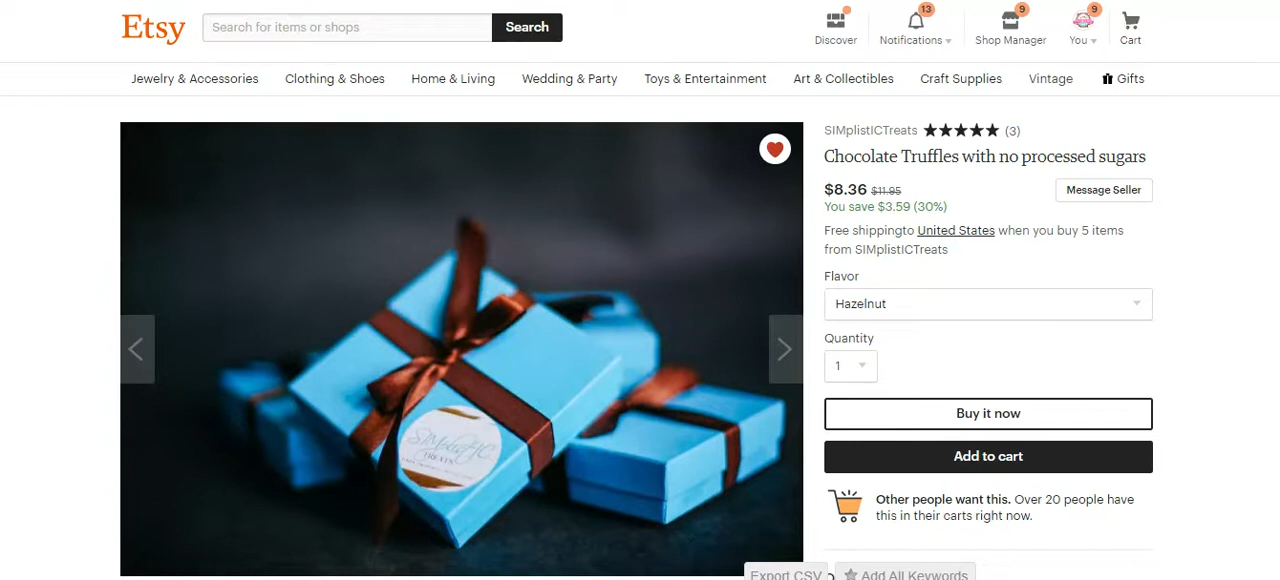 Etsy
Search for items or shops
Search
Discover
13
Notifications
9
Shop Manager
9
You
Cart
Jewelry & Accessories
Clothing & Shoes
Home & Living
Wedding & Party
Toys & Entertainment
Art & Collectibles
Craft Supplies
Vintage
Gifts
SIMplistICTreats (3)
Chocolate Truffles with no processed sugars
$8.36 $11.95
Message Seller
You save $3.59 (30%)
Free shippingto United States when you buy 5 items
from SIMplistICTreats
Flavor
Hazelnut
Quantity
1
Buy it now
Add to cart
Other people want this. Over 20 people have
this in their carts right now.
SIMplistIC
TREATS
Export CSV
Add All Keywords